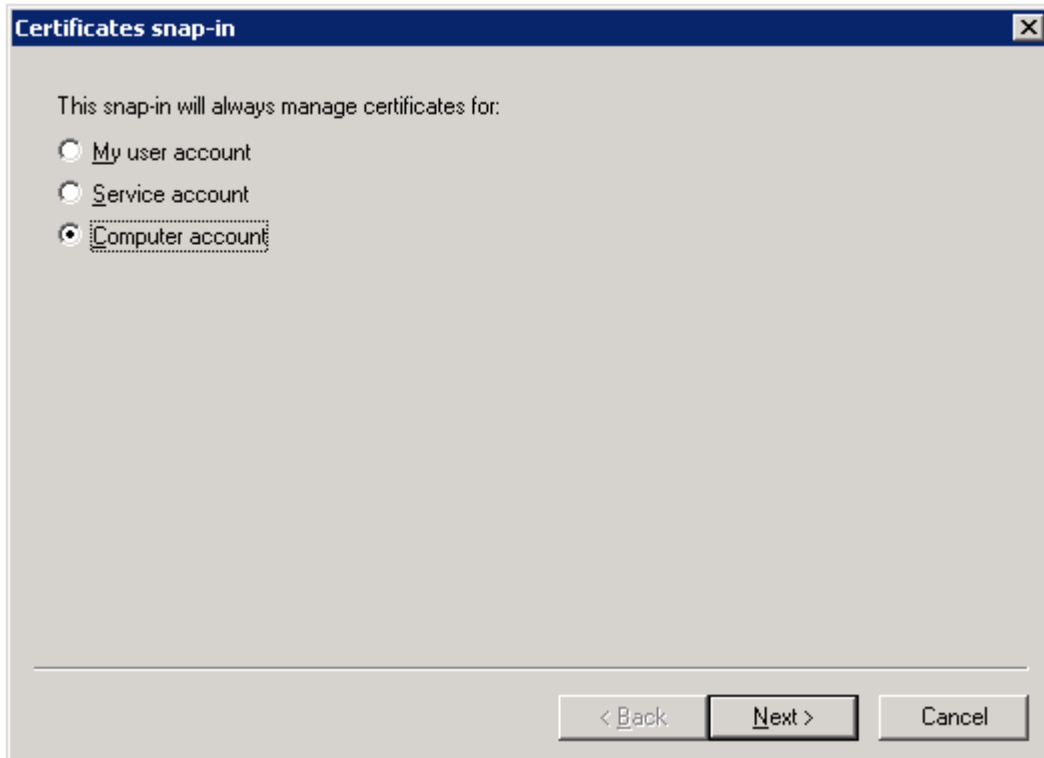 Certificates snap-in
This snap-in will always manage certificates for:
My user account
Service account
Computer account
< Back
Next >
Cancel